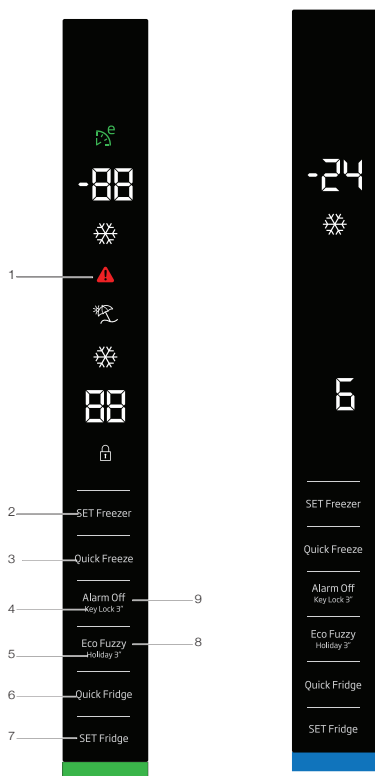 e
-88
1
88
2 SET Freezer
3 Quick Freeze
Alarm Off 9
4 Key Lock 3"
Eco Fuzzy 8
5 Holiday 3"
6 Quick Fridge
7 SET Fridge
-24
6
SET Freezer
Quick Freeze
Alarm Off
Key Lock 3"
Eco Fuzzy
Holiday 3"
Quick Fridge
SET Fridge